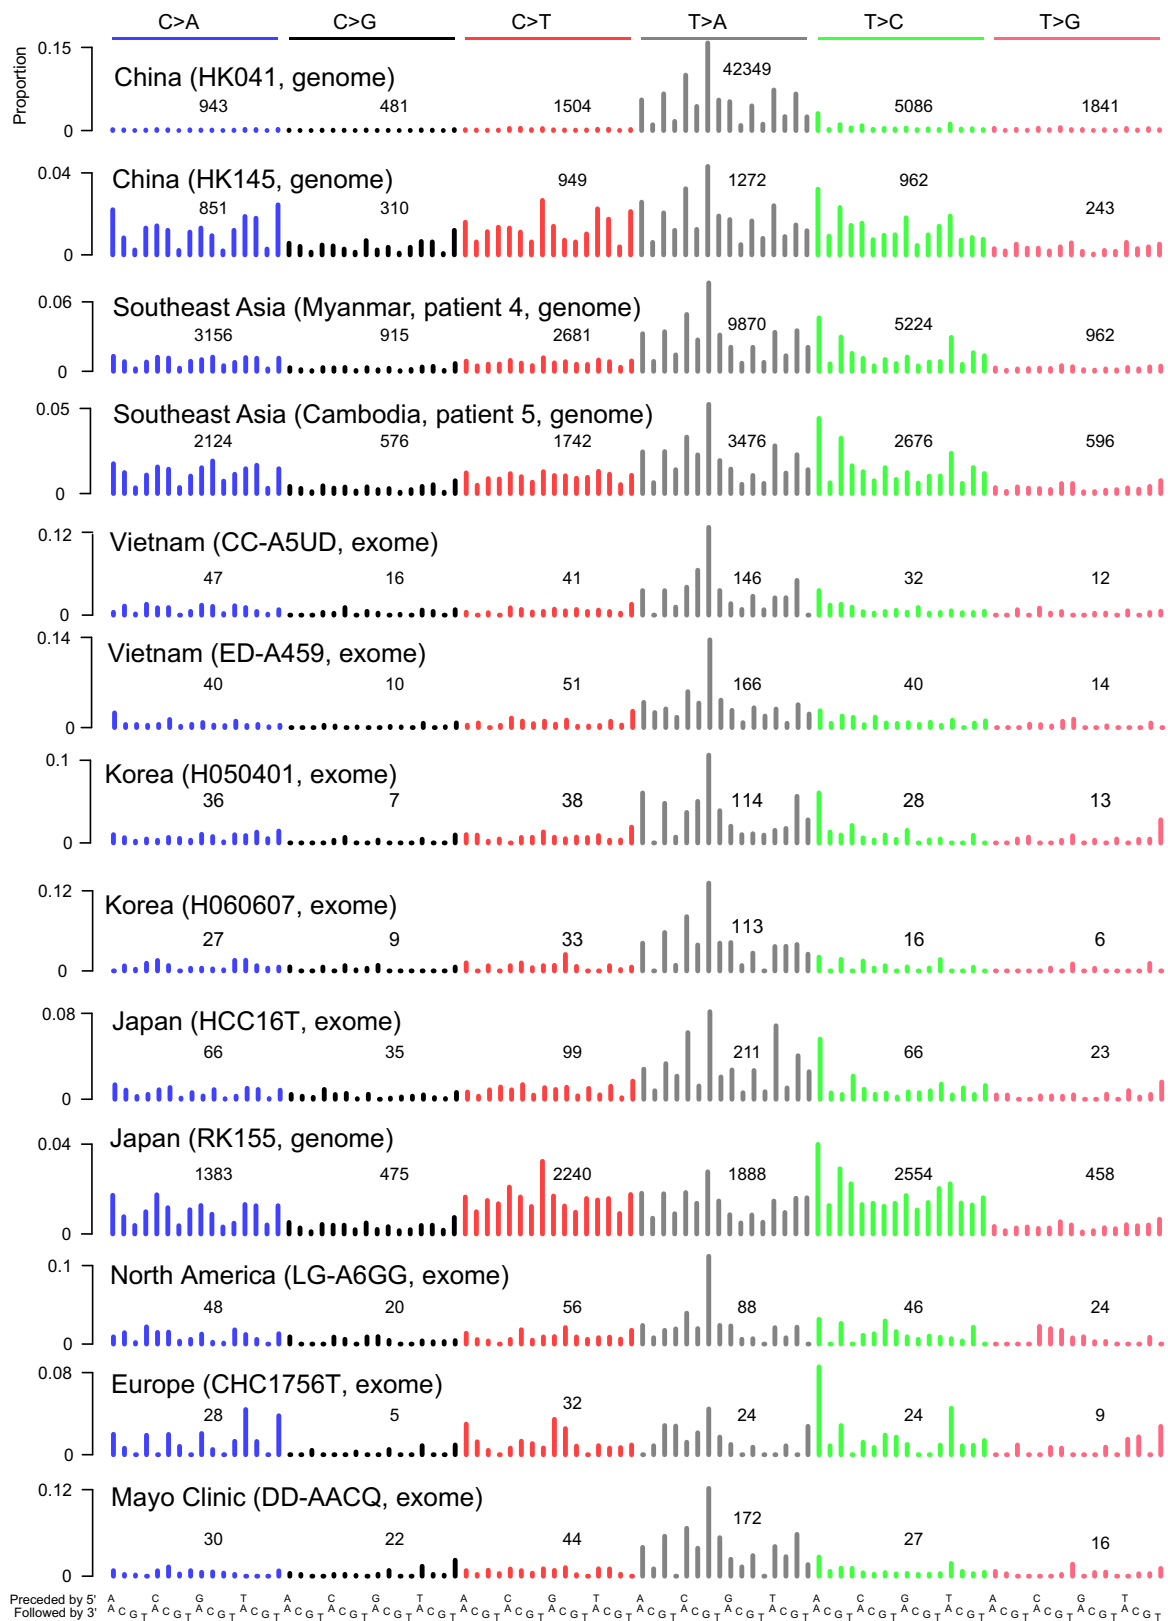 C>A C>G C>T T>A T>C T>G
Proportion
0.15
0
China (HK041, genome)
943 481 1504 42349 5086 1841
0.04
0
China (HK145, genome)
851 310 949 1272 962 243
0.06
0
Southeast Asia (Myanmar, patient 4, genome)
3156 915 2681 9870 5224 962
0.05
0
Southeast Asia (Cambodia, patient 5, genome)
2124 576 1742 3476 2676 596
0.12
0
Vietnam (CC-A5UD, exome)
47 16 41 146 32 12
0.14
0
Vietnam (ED-A459, exome)
40 10 51 166 40 14
0.1
0
Korea (H050401, exome)
36 7 38 114 28 13
0.12
0
Korea (H060607, exome)
27 9 33 113 16 6
0.08
0
Japan (HCC16T, exome)
66 35 99 211 66 23
0.04
0
Japan (RK155, genome)
1383 475 2240 1888 2554 458
0.1
0
North America (LG-A6GG, exome)
48 20 56 88 46 24
0.08
0
Europe (CHC1756T, exome)
28 5 32 24 24 9
0.12
0
Mayo Clinic (DD-AACQ, exome)
30 22 44 172 27 16
Preceded by 5' A C G T A C G T A C G T A C G T A C G T A C G T
Followed by 3' A C G T A C G T A C G T A C G T A C G T A C G T A C G T A C G T A C G T A C G T A C G T A C G T A C G T A C G T A C G T A C G T A C G T A C G T A C G T A C G T A C G T A C G T A C G T A C G T